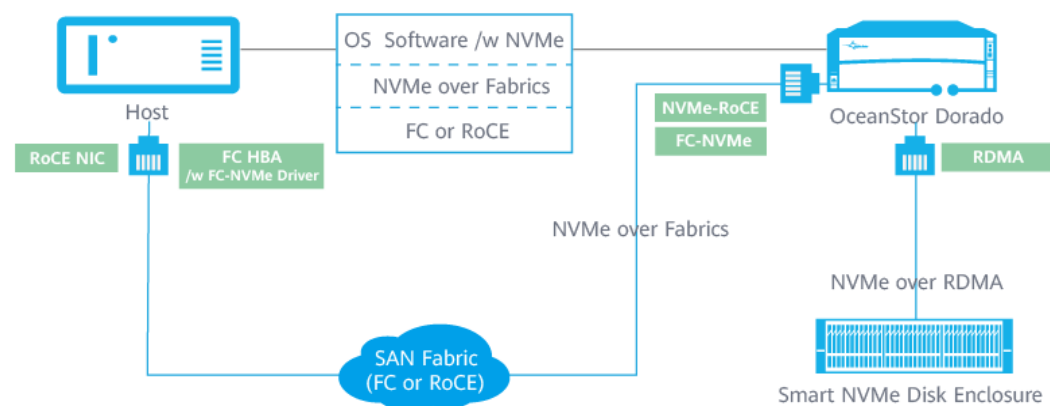 OS Software /w NVMe
NVMe over Fabrics
FC or RoCE
Host
RoCE NIC
FC HBA
/w FC-NVMe Driver
NVMe-RoCE
FC-NVMe
OceanStor Dorado
RDMA
NVMe over Fabrics
NVMe over RDMA
SAN Fabric
(FC or RoCE)
Smart NVMe Disk Enclosure